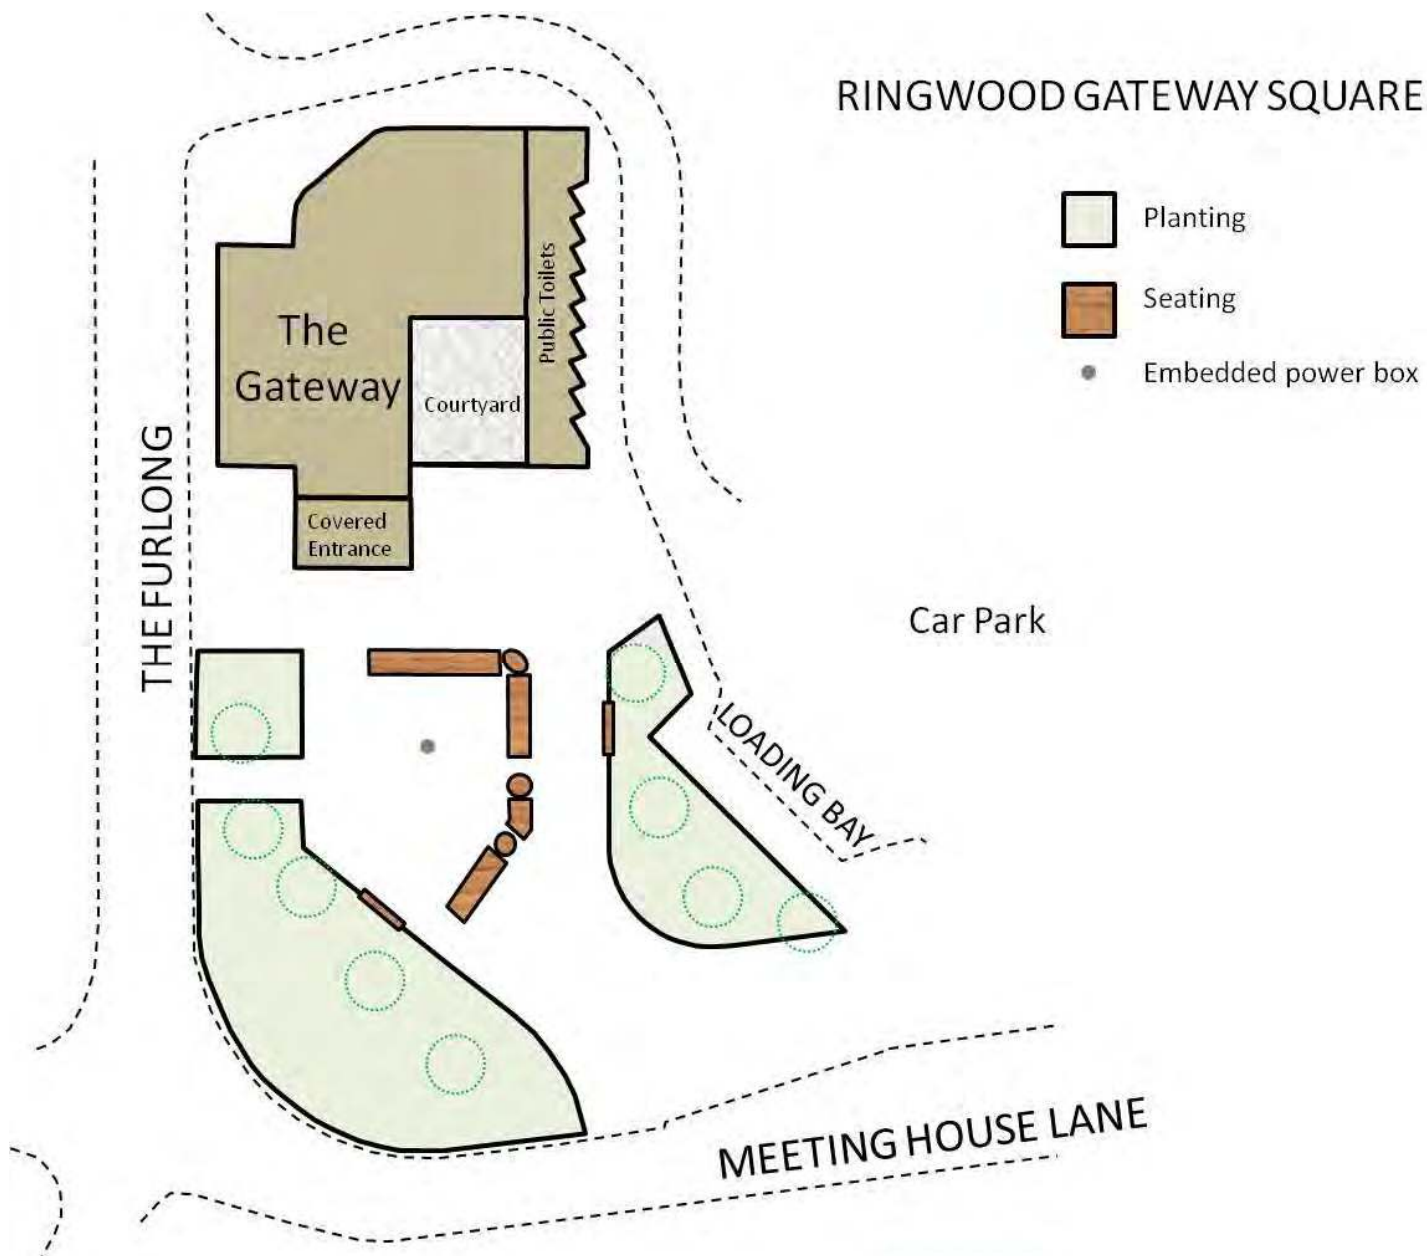 RINGWOOD GATEWAY SQUARE
Planting
Seating
Embedded power box
The
Gateway
Public Toilets
Courtyard
Covered
Entrance
THE FURLONG
Car Park
LOADING BAY
MEETING HOUSE LANE